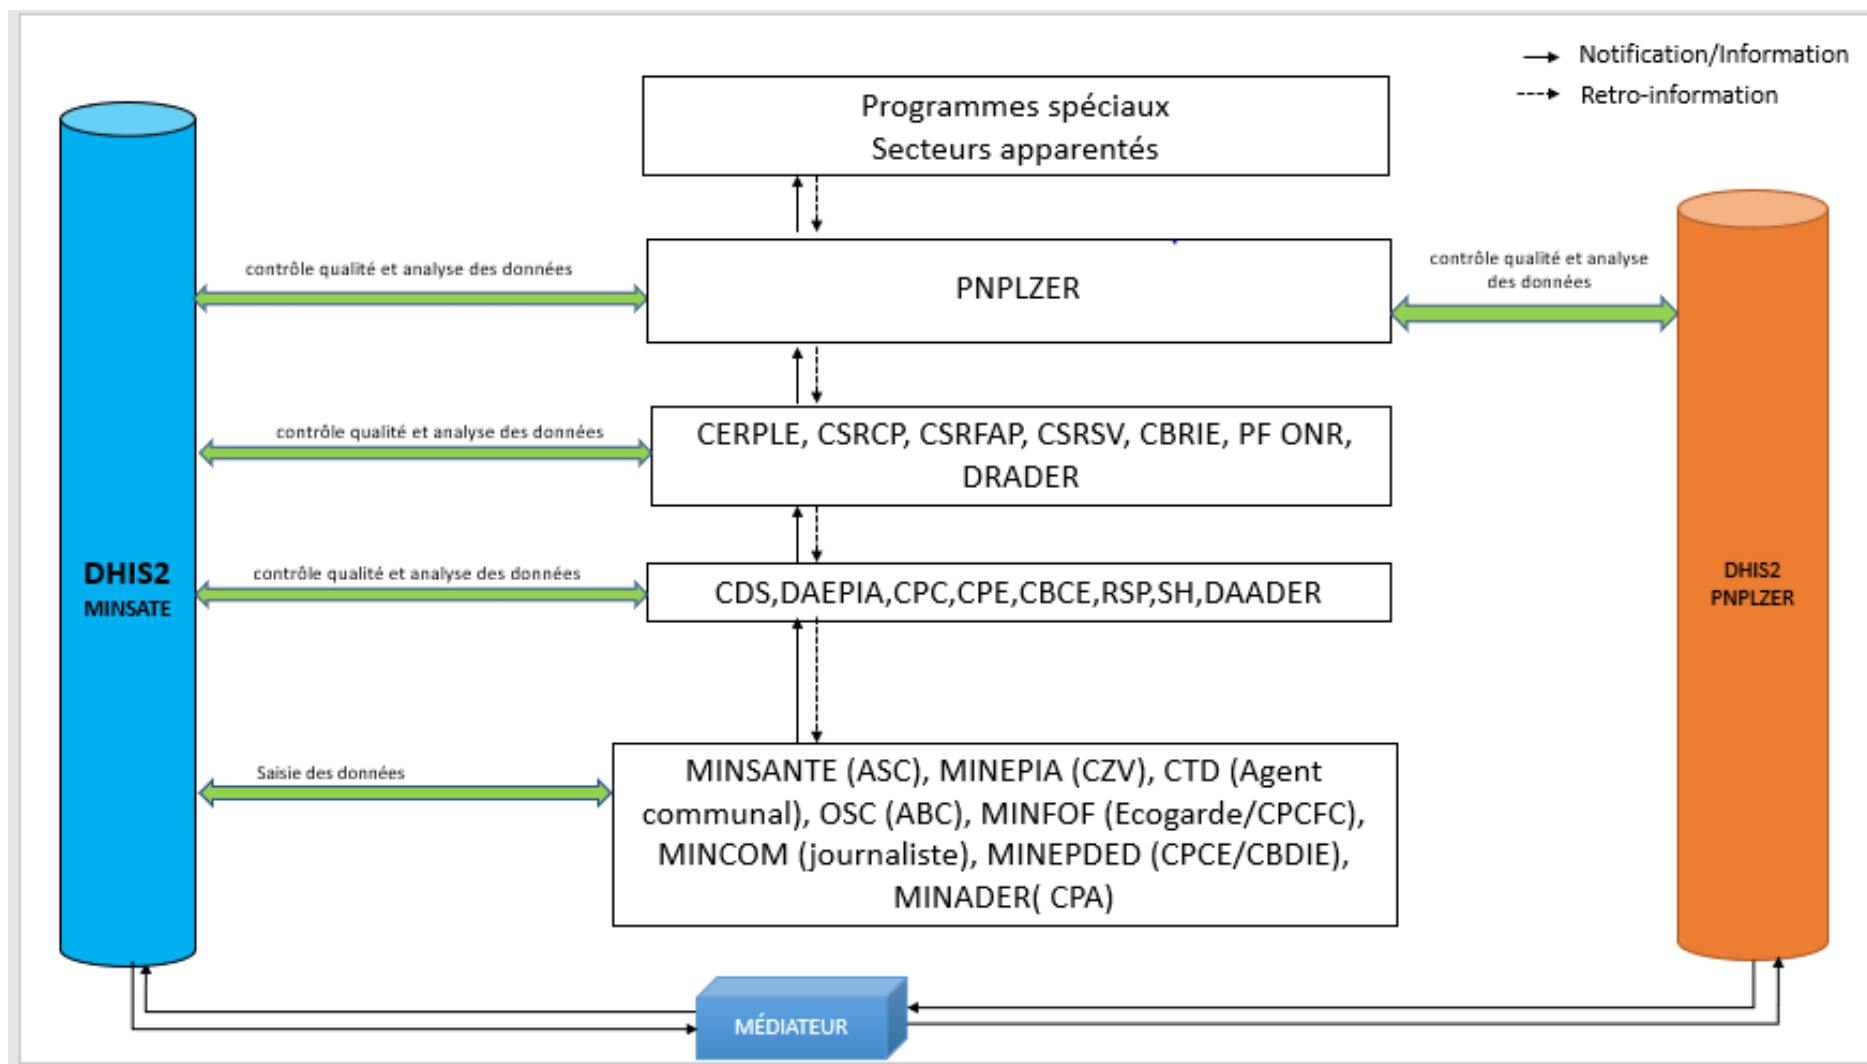 Notification/Information
Retro-information
Programmes spéciaux
Secteurs apparentés
contrôle qualité et analyse des données
PNPLZER
contrôle qualité et analyse
des données
contrôle qualité et analyse des données
CERPLE, CSRCP, CSRFAP, CSRSV, CBRIE, PF ONR,
DRADER
DHIS2
MINSATE
contrôle qualité et analyse des données
CDS,DAEPIA,CPC,CPE,CBCE,RSP,SH,DAADER
DHIS2
PNPLZER
Saisie des données
MINSANTE (ASC), MINEPIA (CZV), CTD (Agent
communal), OSC (ABC), MINFOF (Ecogarde/CPCFC),
MINCOM (journaliste), MINEPDED (CPCE/CBDIE),
MINADER( CPA)
MÉDIATEUR